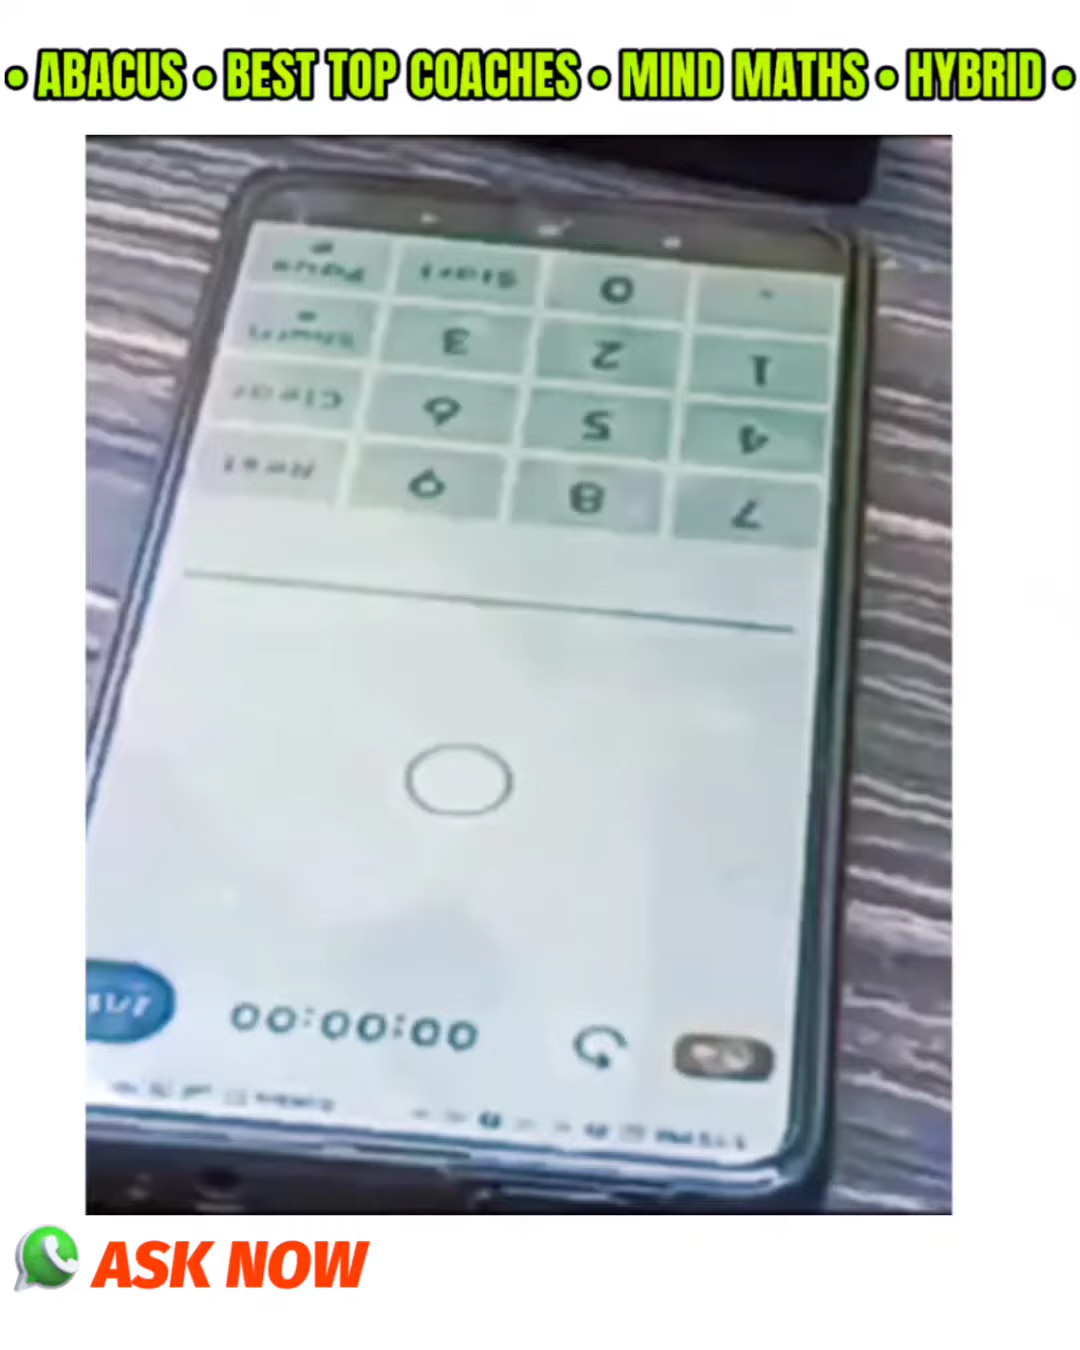 • ABACUS • BEST TOP COACHES • MIND MATHS • HYBRID •
00:00:00
7 8 9 Next
4 5 6 Clear
1 2 3
. 0 Start
ASK NOW